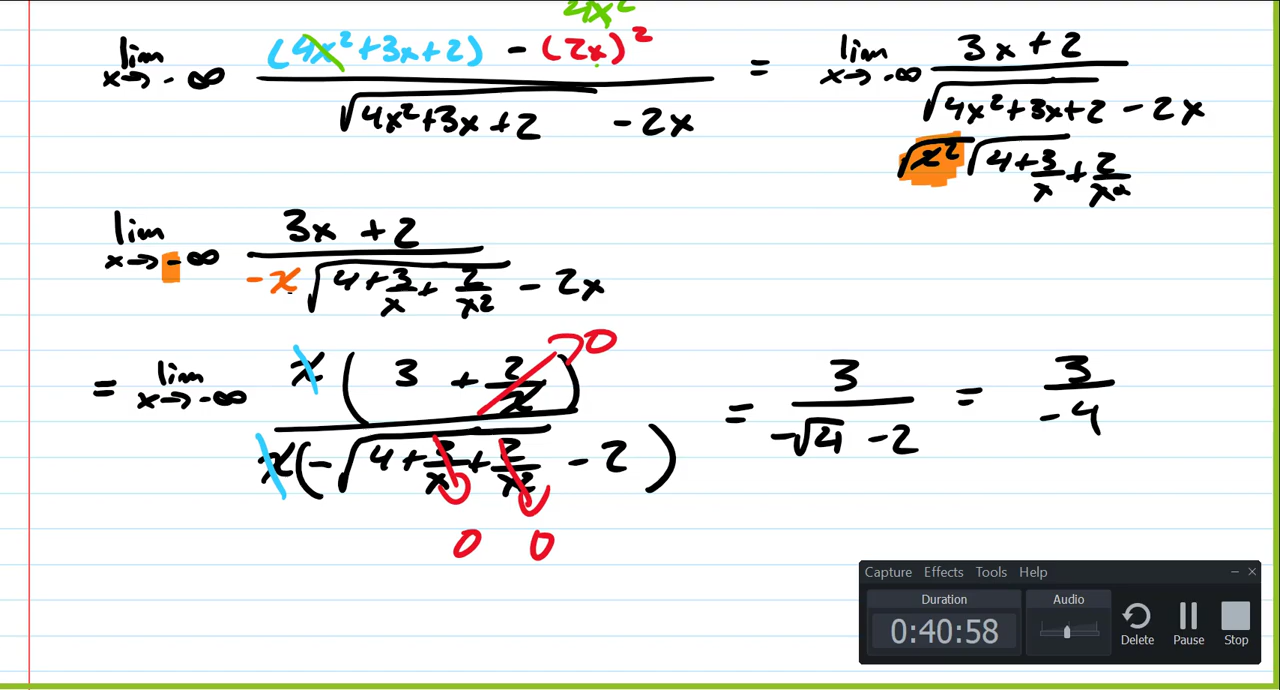 4x²
lim x→-∞ (4x²+3x+2) - (2x)² / √4x²+3x+2 - 2x = lim x→-∞ 3x+2 / √4x²+3x+2 - 2x
√x² √4+3/x+2/x²
lim x→-∞ 3x+2 / -x√4+3/x+2/x² - 2x
= lim x→-∞ x(3+2/x) / x(-√4+3/x+2/x² - 2) = 3 / -√4 -2 = 3 / -4
0
0 0
Capture Effects Tools Help
Duration Audio
0:40:58
Delete Pause Stop